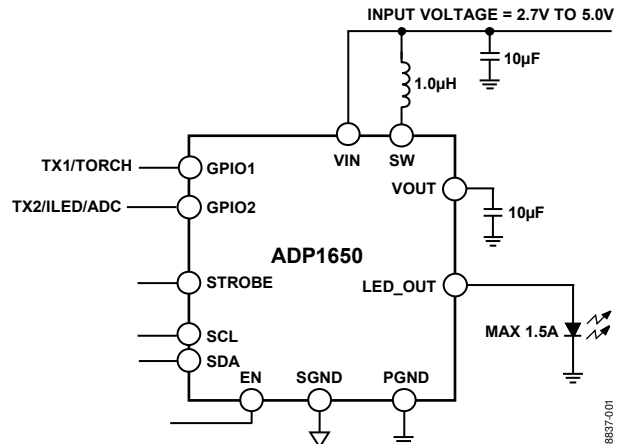 INPUT VOLTAGE = 2.7V TO 5.0V
10µF
1.0µH
VIN
SW
TX1/TORCH
GPIO1
VOUT
TX2/ILED/ADC
GPIO2
10µF
ADP1650
STROBE
LED_OUT
MAX 1.5A
SCL
SDA
EN
SGND
PGND
8837-001